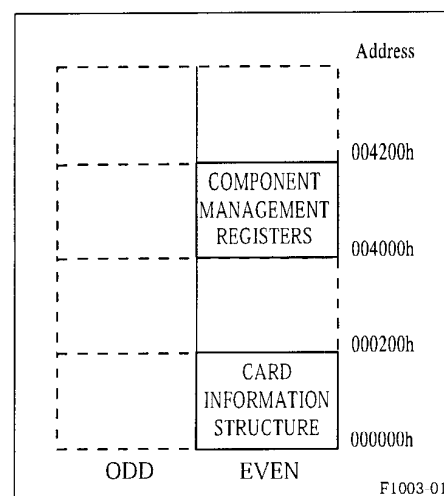 Address
004200h
COMPONENT
MANAGEMENT
REGISTERS
004000h
000200h
CARD
INFORMATION
STRUCTURE
000000h
ODD EVEN
F1003-01